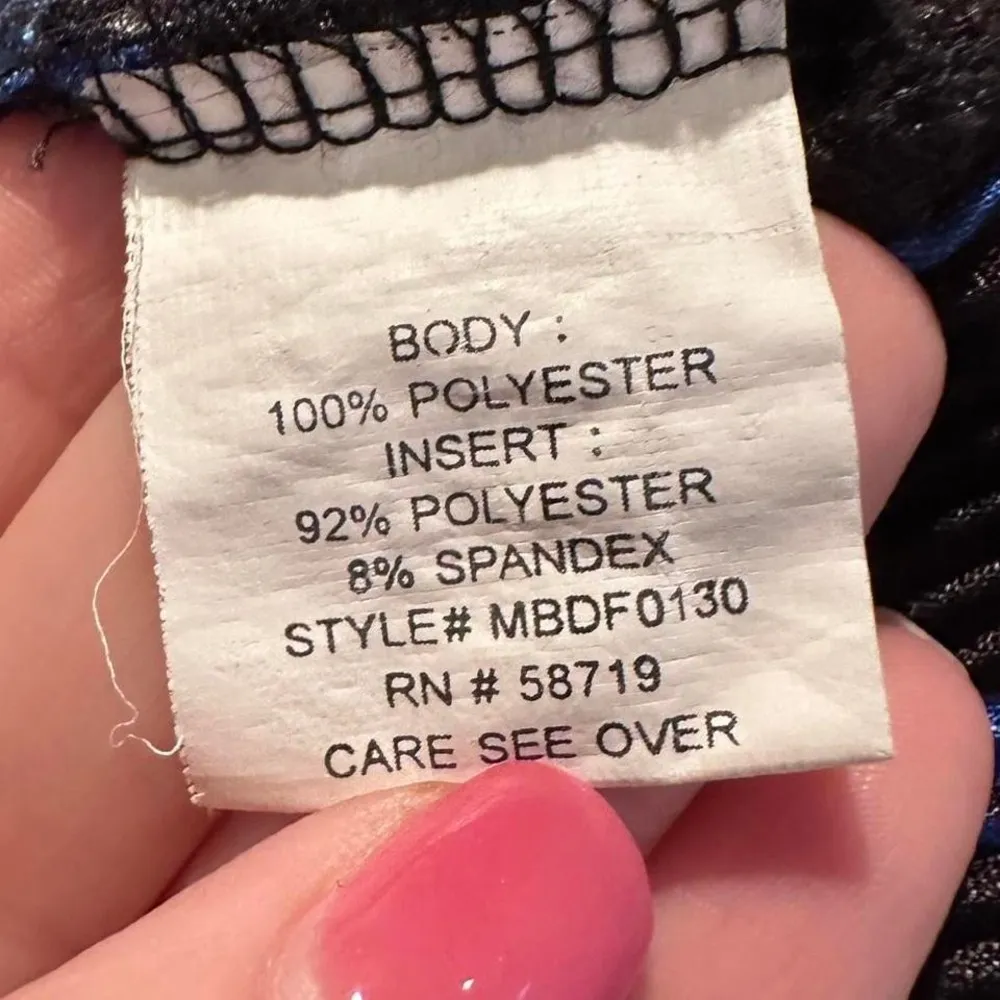 BODY :
100% POLYESTER
INSERT :
92% POLYESTER
8% SPANDEX
STYLE# MBDF0130
RN # 58719
CARE SEE OVER